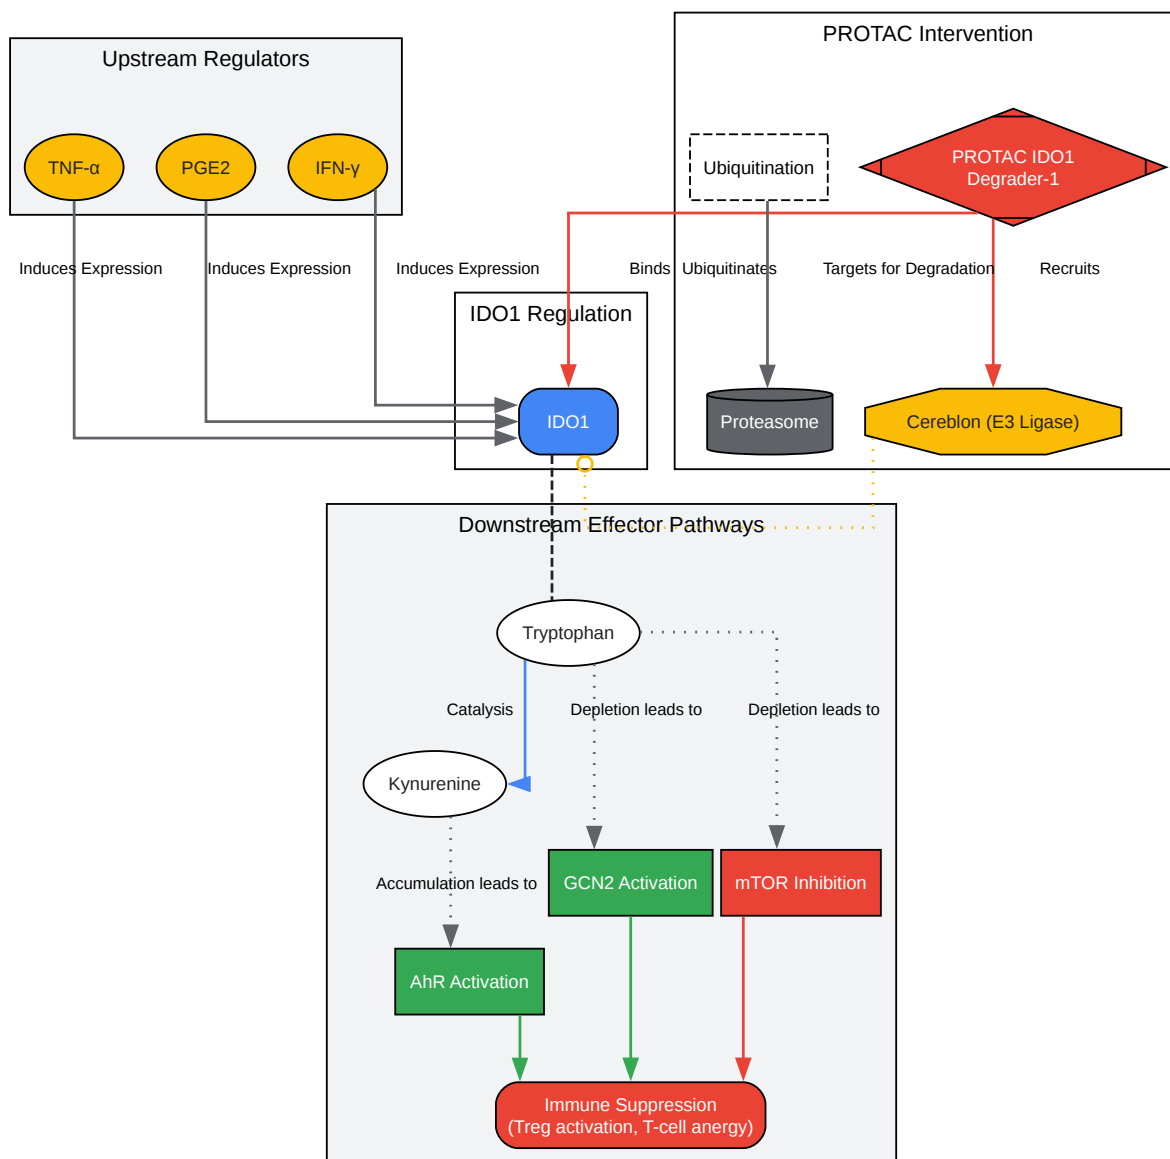 PROTAC Intervention
Upstream Regulators
TNF-α
PGE2
IFN-γ
Ubiquitination
PROTAC IDO1
Degrader-1
Induces Expression
Induces Expression
Induces Expression
Binds
Ubiquitinates
Targets for Degradation
Recruits
IDO1 Regulation
IDO1
Proteasome
Cereblon (E3 Ligase)
Downstream Effector Pathways
Tryptophan
Catalysis
Depletion leads to
Depletion leads to
Kynurenine
Accumulation leads to
GCN2 Activation
mTOR Inhibition
AhR Activation
Immune Suppression
(Treg activation, T-cell anergy)